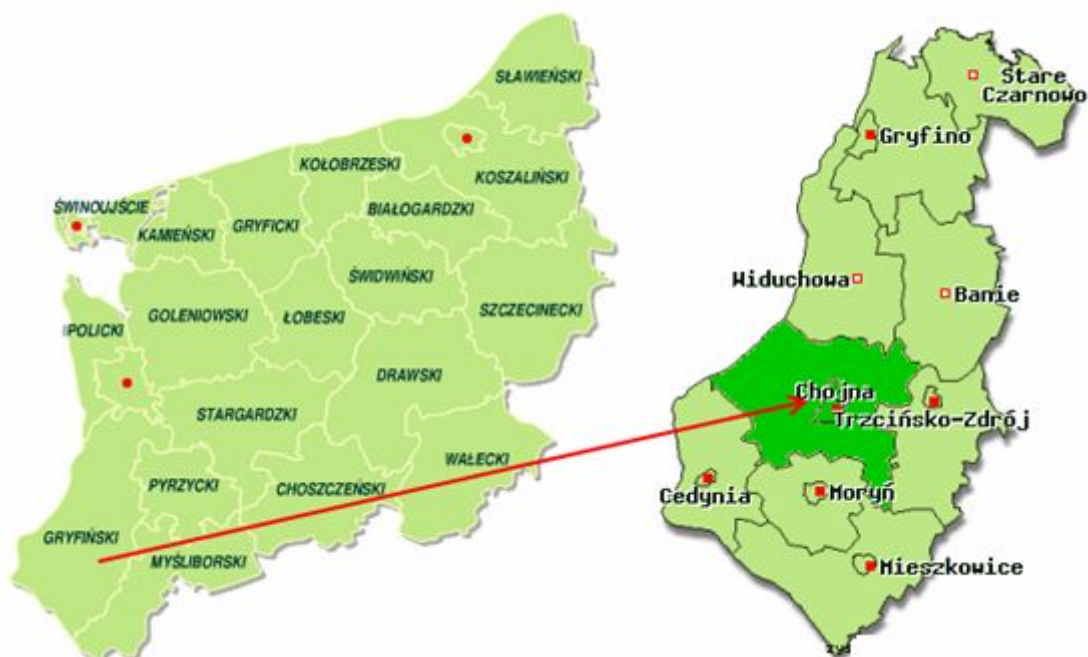 SŁAWIEŃSKI
KOŁOBRZESKI
KOSZALIŃSKI
ŚWINOUJŚCIE
BIAŁOGARDZKI
KAMIEŃSKI
GRYFICKI
ŚWIDWIŃSKI
SZCZECINECKI
GOLENIOWSKI
ŁOBESKI
POLICKI
DRAWSKI
STARGARDZKI
WAŁECKI
PYRZYCKI
CHOSZCZEŃSKI
GRYFIŃSKI
MYŚLIBORSKI
Stare
Czarnowo
Gryfino
Widuchowa
Banie
Chojna
Trzcińsko-Zdrój
Cedynia
Moryń
Mieszkowice